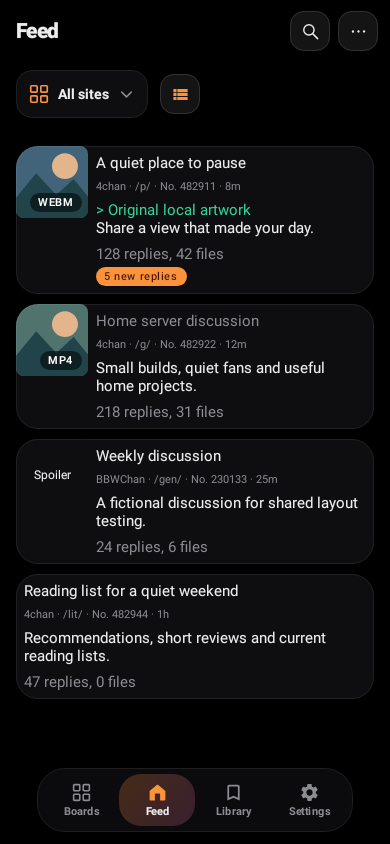 Feed
All sites
WEBM
A quiet place to pause
4chan · /p/ · No. 482911 · 8m
> Original local artwork
Share a view that made your day.
128 replies, 42 files
5 new replies
MP4
Home server discussion
4chan · /g/ · No. 482922 · 12m
Small builds, quiet fans and useful
home projects.
218 replies, 31 files
Spoiler
Weekly discussion
BBWChan · /gen/ · No. 230133 · 25m
A fictional discussion for shared layout
testing.
24 replies, 6 files
Reading list for a quiet weekend
4chan · /lit/ · No. 482944 · 1h
Recommendations, short reviews and current
reading lists.
47 replies, 0 files
Boards
Feed
Library
Settings